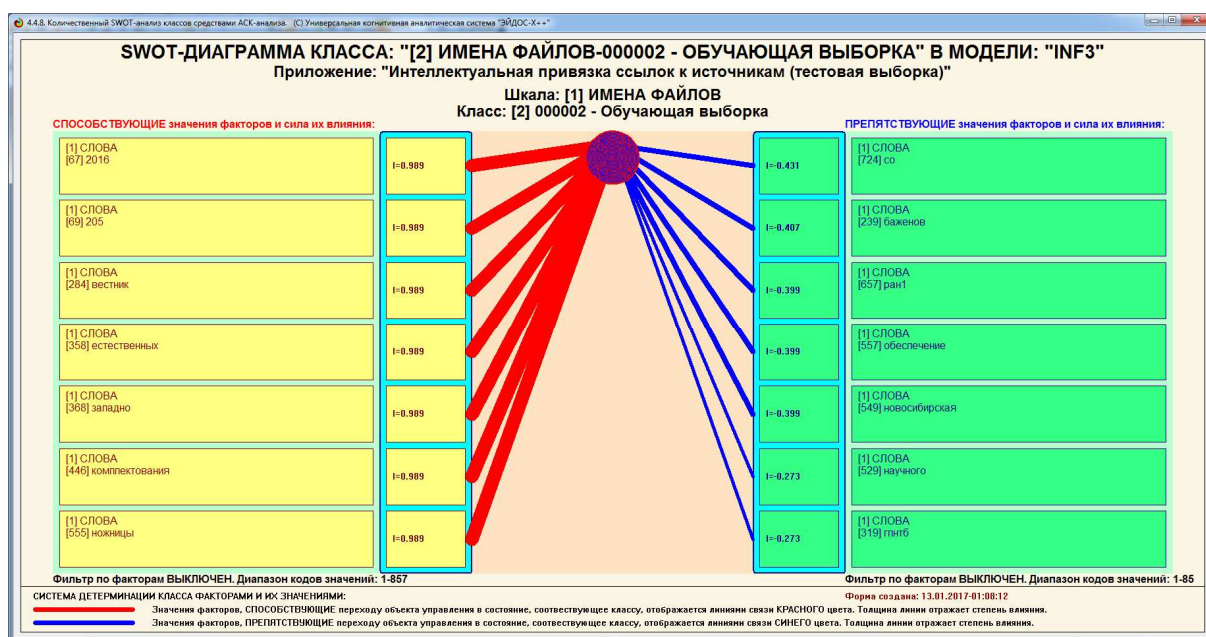 4.4.8. Количественный SWOT-анализ классов средствами АСК-анализа. (C) Универсальная когнитивная аналитическая система "ЭЙДОС-X++"
SWOT-ДИАГРАММА КЛАССА: "[2] ИМЕНА ФАЙЛОВ-000002 - ОБУЧАЮЩАЯ ВЫБОРКА" В МОДЕЛИ: "INF3"
Приложение: "Интеллектуальная привязка ссылок к источникам (тестовая выборка)"
Шкала: [1] ИМЕНА ФАЙЛОВ
Класс: [2] 000002 - Обучающая выборка
СПОСОБСТВУЮЩИЕ значения факторов и сила их влияния:
[1] СЛОВА
[67] 2016
I=0.989
[1] СЛОВА
[69] 205
I=0.989
[1] СЛОВА
[284] вестник
I=0.989
[1] СЛОВА
[358] естественных
I=0.989
[1] СЛОВА
[368] западно
I=0.989
[1] СЛОВА
[446] комплектования
I=0.989
[1] СЛОВА
[555] ножницы
I=0.989
Фильтр по факторам ВЫКЛЮЧЕН. Диапазон кодов значений: 1-857
ПРЕПЯТСТВУЮЩИЕ значения факторов и сила их влияния:
I=-0.431
[1] СЛОВА
[724] со
I=-0.407
[1] СЛОВА
[239] баженов
I=-0.399
[1] СЛОВА
[657] ран1
I=-0.399
[1] СЛОВА
[557] обеспечение
I=-0.399
[1] СЛОВА
[549] новосибирская
I=-0.273
[1] СЛОВА
[529] научного
I=-0.273
[1] СЛОВА
[319] гпнтб
Фильтр по факторам ВЫКЛЮЧЕН. Диапазон кодов значений: 1-85
СИСТЕМА ДЕТЕРМИНАЦИИ КЛАССА ФАКТОРАМИ И ИХ ЗНАЧЕНИЯМИ:
Форма создана: 13.01.2017-01:08:12
Значения факторов, СПОСОБСТВУЮЩИЕ переходу объекта управления в состояние, соотвествующее классу, отображается линиями связи КРАСНОГО цвета. Толщина линии отражает степень влияния.
Значения факторов, ПРЕПЯТСТВУЮЩИЕ переходу объекта управления в состояние, соотвествующее классу, отображается линиями связи СИНЕГО цвета. Толщина линии отражает степень влияния.